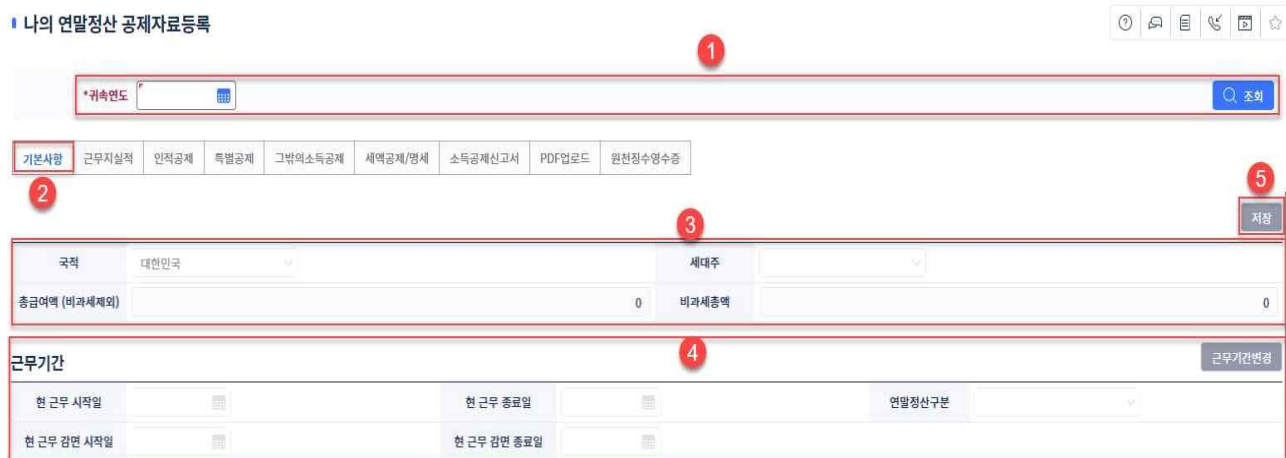 나의 연말정산 공제자료등록
1
*귀속연도
조회
기본사항 근무지실적 인적공제 특별공제 그밖의소득공제 세액공제/명세 소득공제신고서 PDF업로드 원천징수영수증
2
5
저장
3
국적 대한민국 세대주
총급여액 (비과세제외) 0 비과세총액 0
4
근무기간 근무기간변경
현 근무 시작일 현 근무 종료일 연말정산구분
현 근무 감면 시작일 현 근무 감면 종료일